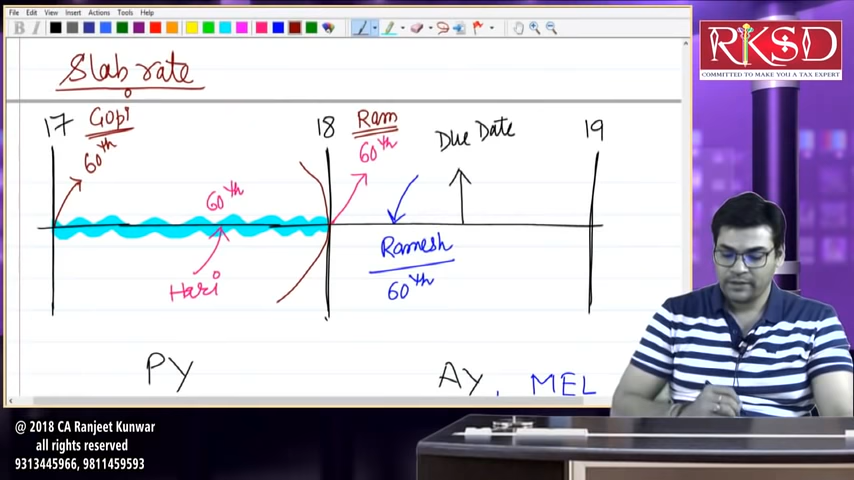 File Edit View Insert Actions Tools Help
B I
Slab rate
17 Gopi 18 Ram Due Date 19
60th 60th
60th
Ramesh
60th
Hari
PY AY, MEL
RKSD
COMMITTED TO MAKE YOU A TAX EXPERT
@ 2018 CA Ranjeet Kunwar
all rights reserved
9313445966, 9811459593